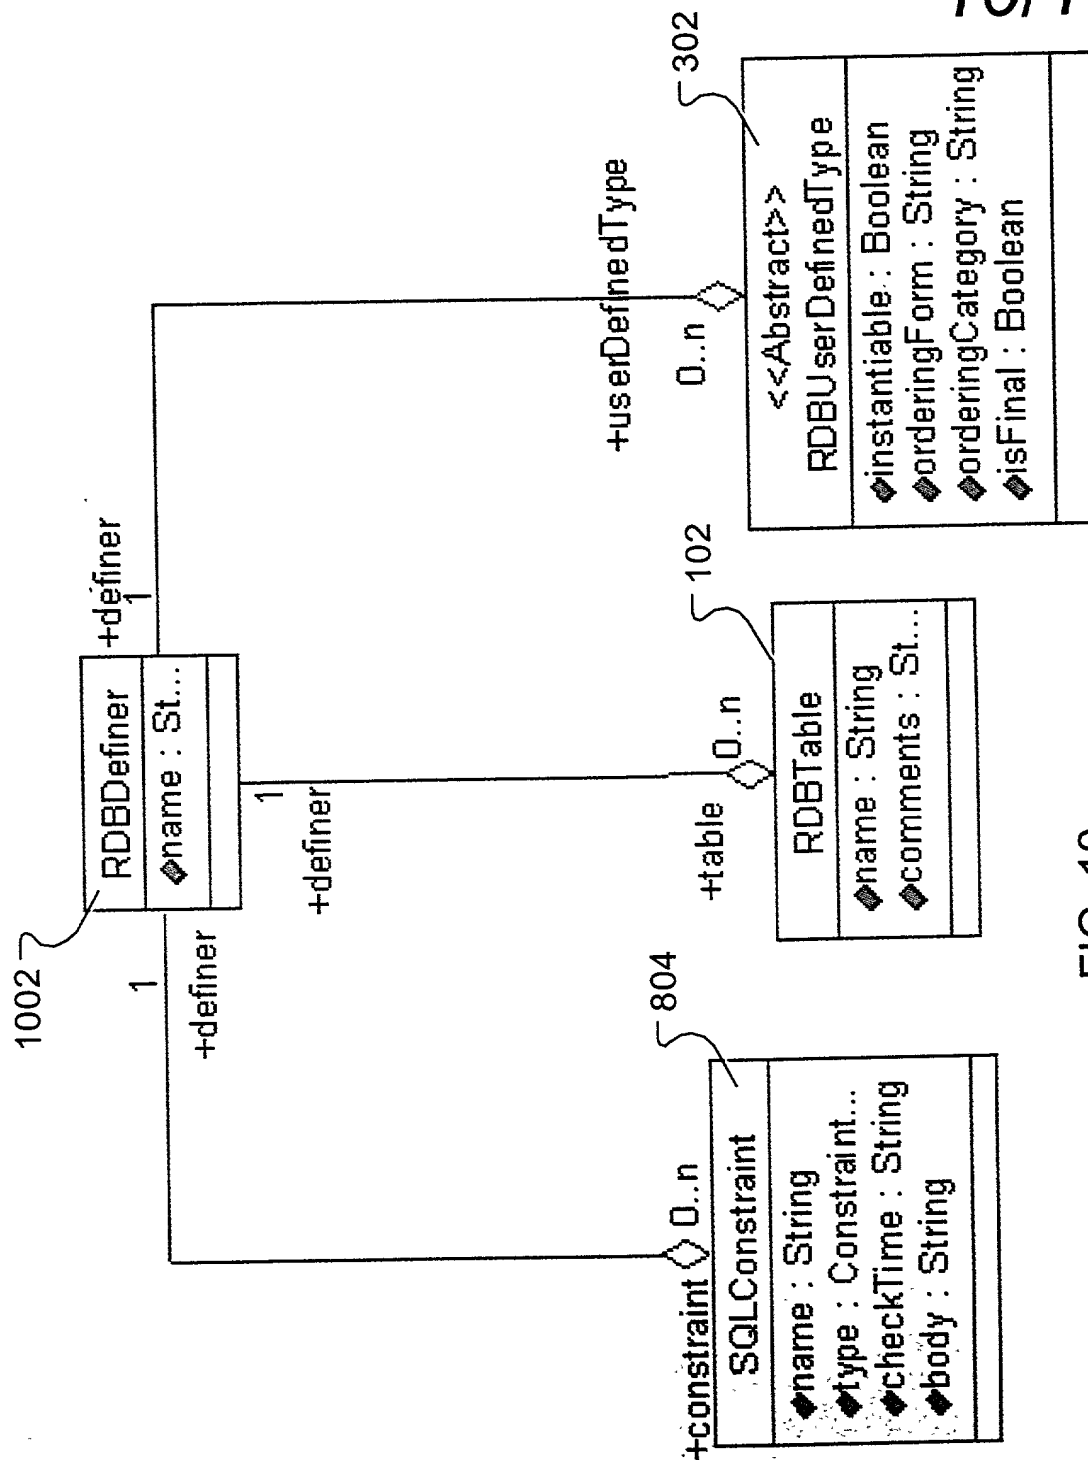 1002
RDBDefiner
name : St...
+definer
1
1
+definer
1
+definer
+constraint
0..n
804
SQLConstraint
name : String
type : Constraint...
checkTime : String
body : String
+table
0..n
102
RDBTable
name : String
comments : St...
+userDefinedType
0..n
302
<<Abstract>>
RDBUserDefinedType
instantiable : Boolean
orderingForm : String
orderingCategory : String
isFinal : Boolean